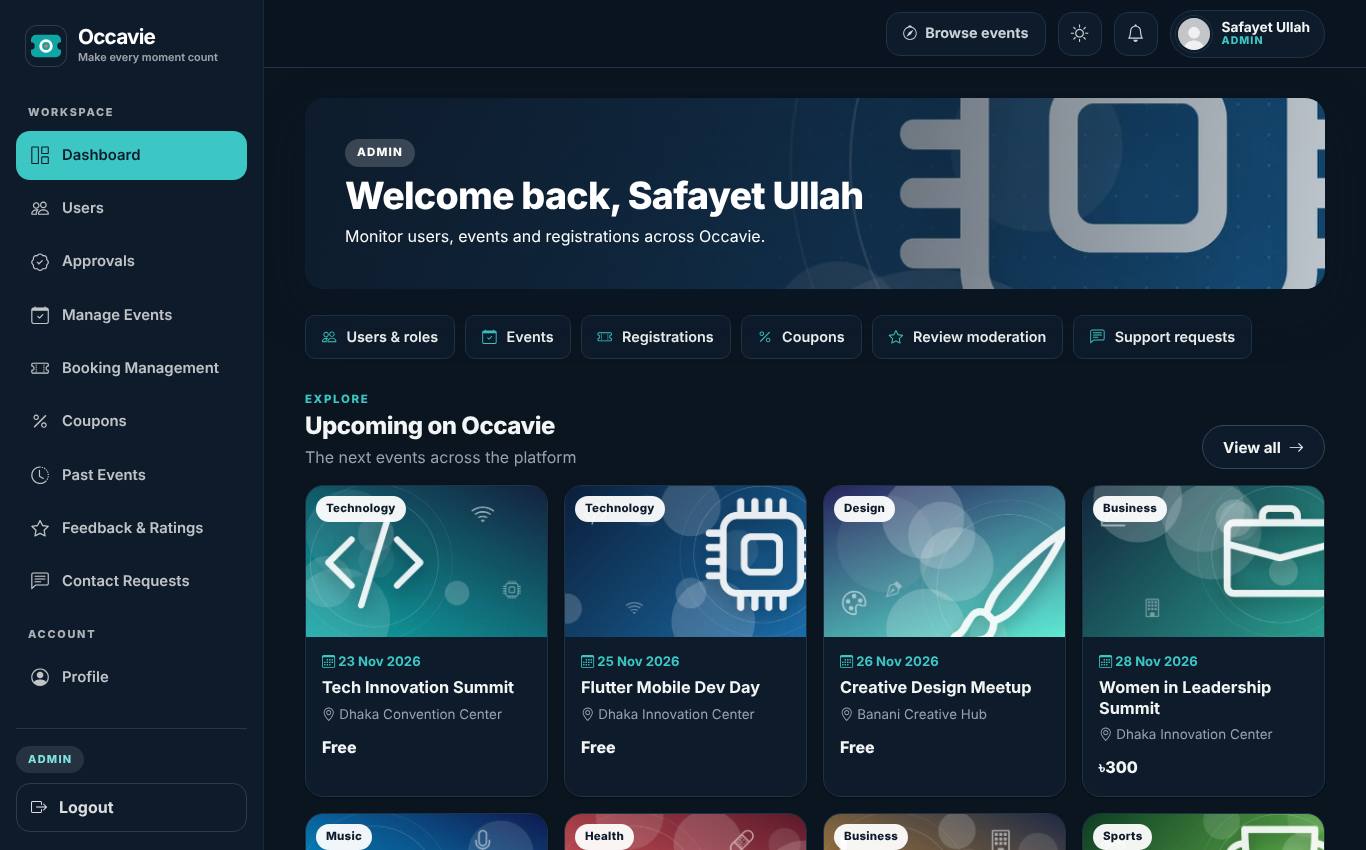 Occavie
Make every moment count
Browse events
Safayet Ullah
ADMIN
WORKSPACE
Dashboard
Users
Approvals
Manage Events
Booking Management
Coupons
Past Events
Feedback & Ratings
Contact Requests
ACCOUNT
Profile
ADMIN
Logout
ADMIN
Welcome back, Safayet Ullah
Monitor users, events and registrations across Occavie.
Users & roles
Events
Registrations
Coupons
Review moderation
Support requests
EXPLORE
Upcoming on Occavie
The next events across the platform
View all
Technology
23 Nov 2026
Tech Innovation Summit
Dhaka Convention Center
Free
Technology
25 Nov 2026
Flutter Mobile Dev Day
Dhaka Innovation Center
Free
Design
26 Nov 2026
Creative Design Meetup
Banani Creative Hub
Free
Business
28 Nov 2026
Women in Leadership
Summit
Dhaka Innovation Center
৳300
Music
Health
Business
Sports